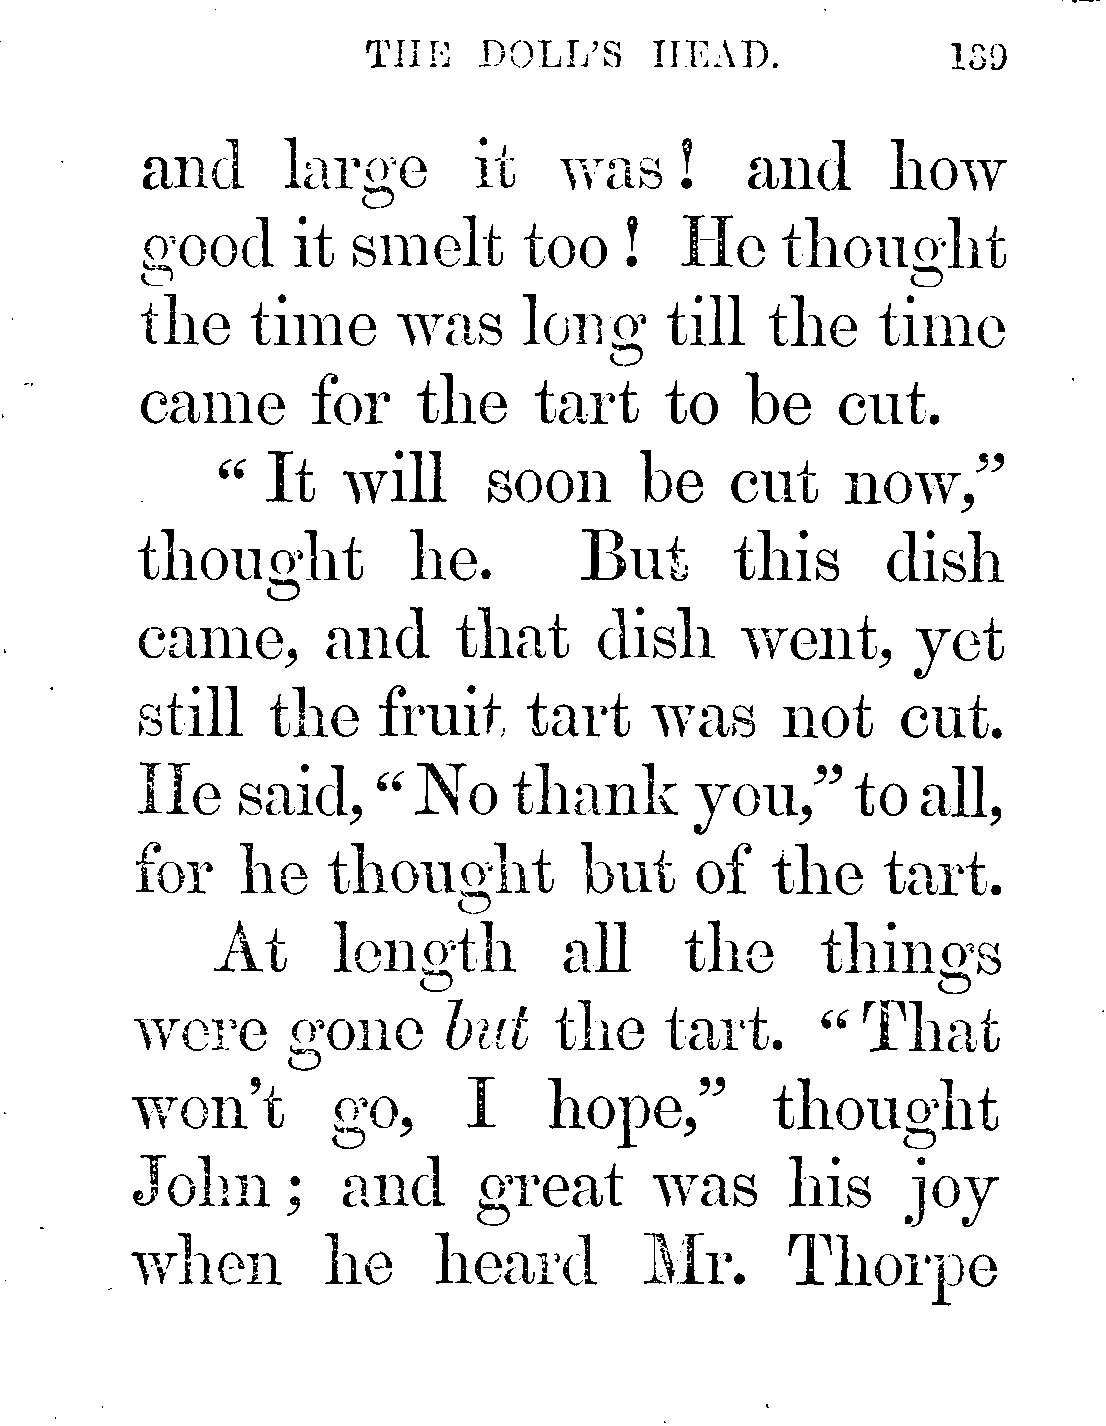 THE DOLL'S HEAD. 139
and large it was! and how
good it smelt too! He thought
the time was long till the time
came for the tart to be cut.
"It will soon be cut now,"
thought he. But this dish
came, and that dish went, yet
still the fruit tart was not cut.
He said, "No thank you," to all,
for he thought but of the tart.
At length all the things
were gone but the tart. "That
won't go, I hope," thought
John; and great was his joy
when he heard Mr. Thorpe